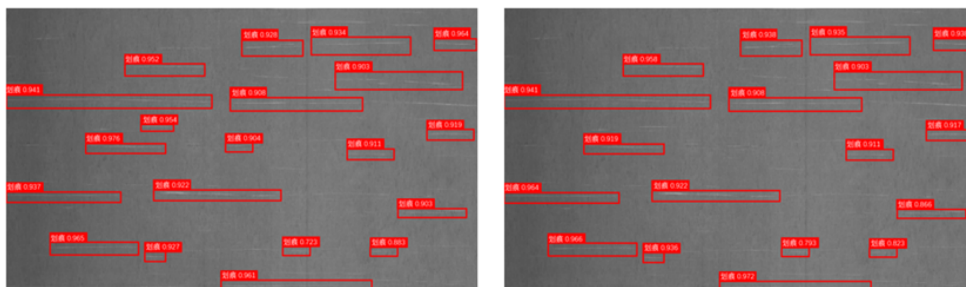 划痕 0.928
划痕 0.934
划痕 0.964
划痕 0.952
划痕 0.903
划痕 0.941
划痕 0.908
划痕 0.954
划痕 0.919
划痕 0.976
划痕 0.904
划痕 0.911
划痕 0.937
划痕 0.922
划痕 0.903
划痕 0.965
划痕 0.927
划痕 0.723
划痕 0.883
划痕 0.961
划痕 0.938
划痕 0.935
划痕
划痕 0.958
划痕 0.903
划痕 0.941
划痕 0.908
划痕 0.917
划痕 0.919
划痕 0.911
划痕 0.964
划痕 0.922
划痕 0.866
划痕 0.966
划痕 0.936
划痕 0.793
划痕 0.823
划痕 0.972